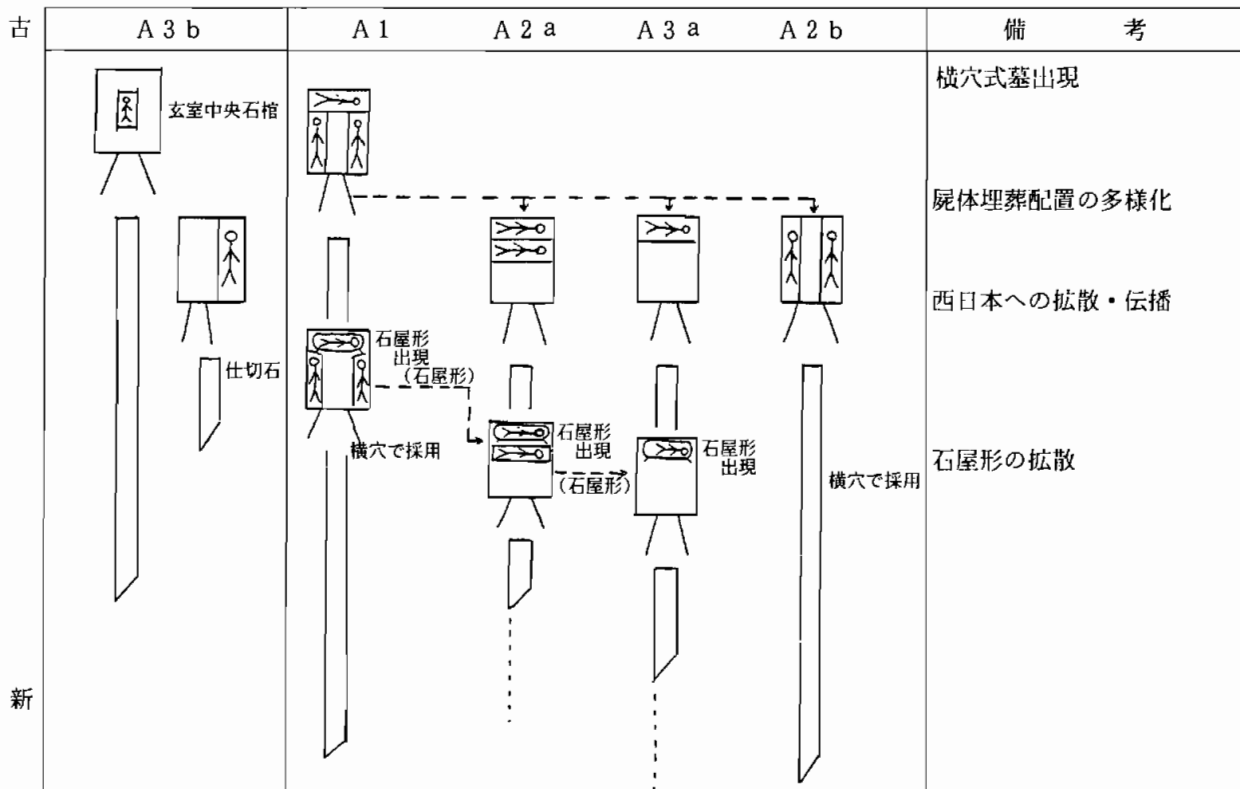 古
A3b
A1
A2a
A3a
A2b
備考
横穴式墓出現
玄室中央石棺
屍体埋葬配置の多様化
西日本への拡散・伝播
石屋形
出現
(石屋形)
仕切石
横穴で採用
石屋形
出現
(石屋形)
石屋形
出現
横穴で採用
石屋形の拡散
新